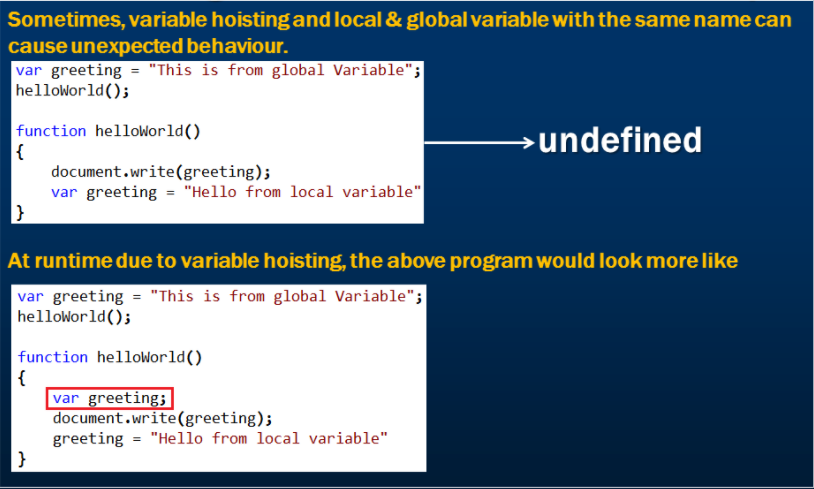 Sometimes, variable hoisting and local & global variable with the same name can
cause unexpected behaviour.
var greeting = "This is from global Variable";
helloWorld();
function helloWorld()
{
document.write(greeting);
var greeting = "Hello from local variable"
}
undefined
At runtime due to variable hoisting, the above program would look more like
var greeting = "This is from global Variable";
helloWorld();
function helloWorld()
{
var greeting;
document.write(greeting);
greeting = "Hello from local variable"
}